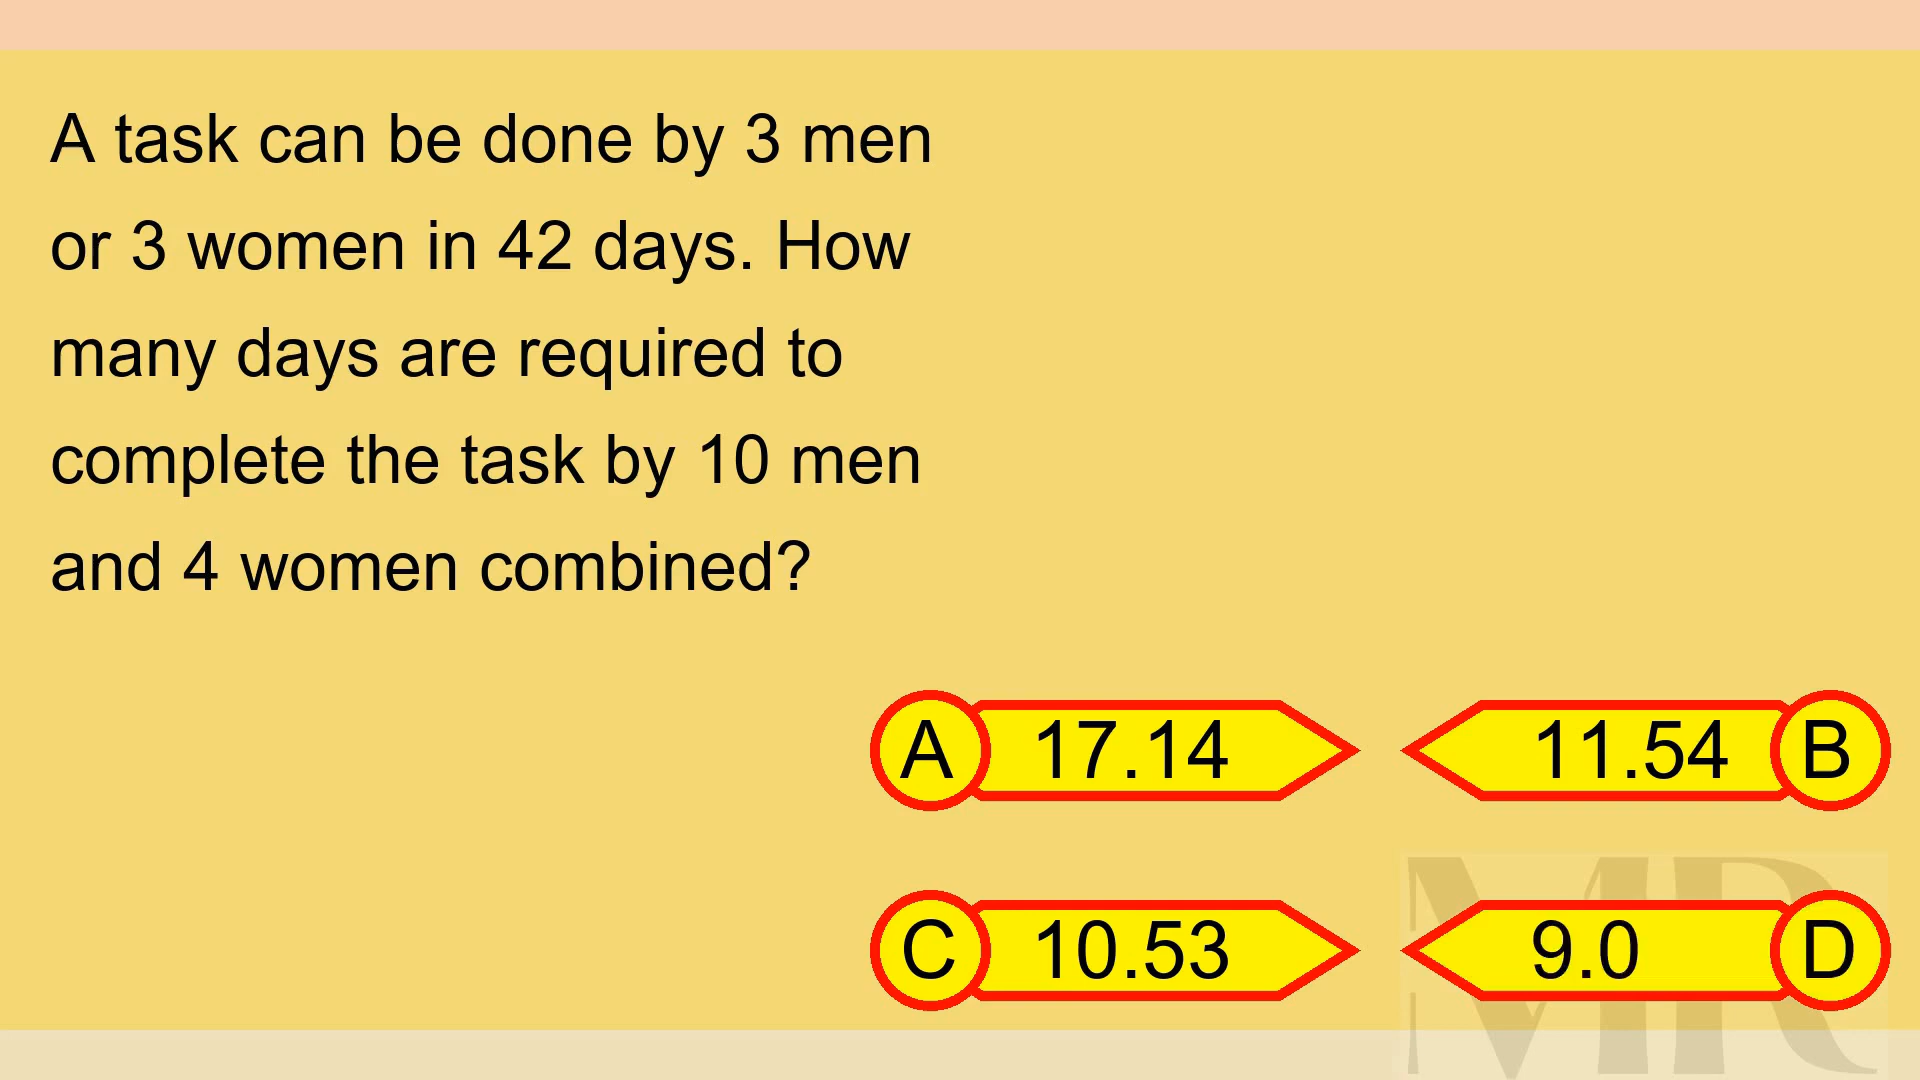 A task can be done by 3 men
or 3 women in 42 days. How
many days are required to
complete the task by 10 men
and 4 women combined?
A 17.14
11.54 B
C 10.53
9.0 D
MR